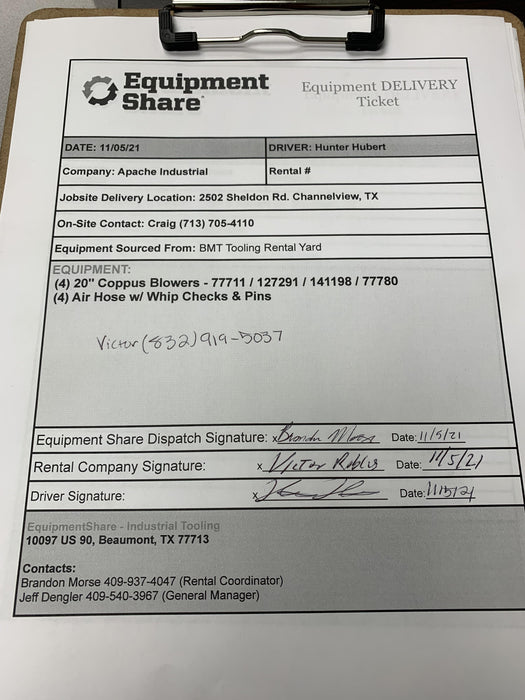 Equipment
Share
Equipment DELIVERY
Ticket
DATE: 11/05/21 DRIVER: Hunter Hubert
Company: Apache Industrial Rental #
Jobsite Delivery Location: 2502 Sheldon Rd. Channelview, TX
On-Site Contact: Craig (713) 705-4110
Equipment Sourced From: BMT Tooling Rental Yard
EQUIPMENT:
(4) 20" Coppus Blowers - 77711 / 127291 / 141198 / 77780
(4) Air Hose w/ Whip Checks & Pins
Victor (832) 919-5037
Equipment Share Dispatch Signature: x Brandon Morse Date: 11/5/21
Rental Company Signature: x Victor Robles Date: 11/5/21
Driver Signature: x Date: 11/5/21
EquipmentShare - Industrial Tooling
10097 US 90, Beaumont, TX 77713
Contacts:
Brandon Morse 409-937-4047 (Rental Coordinator)
Jeff Dengler 409-540-3967 (General Manager)